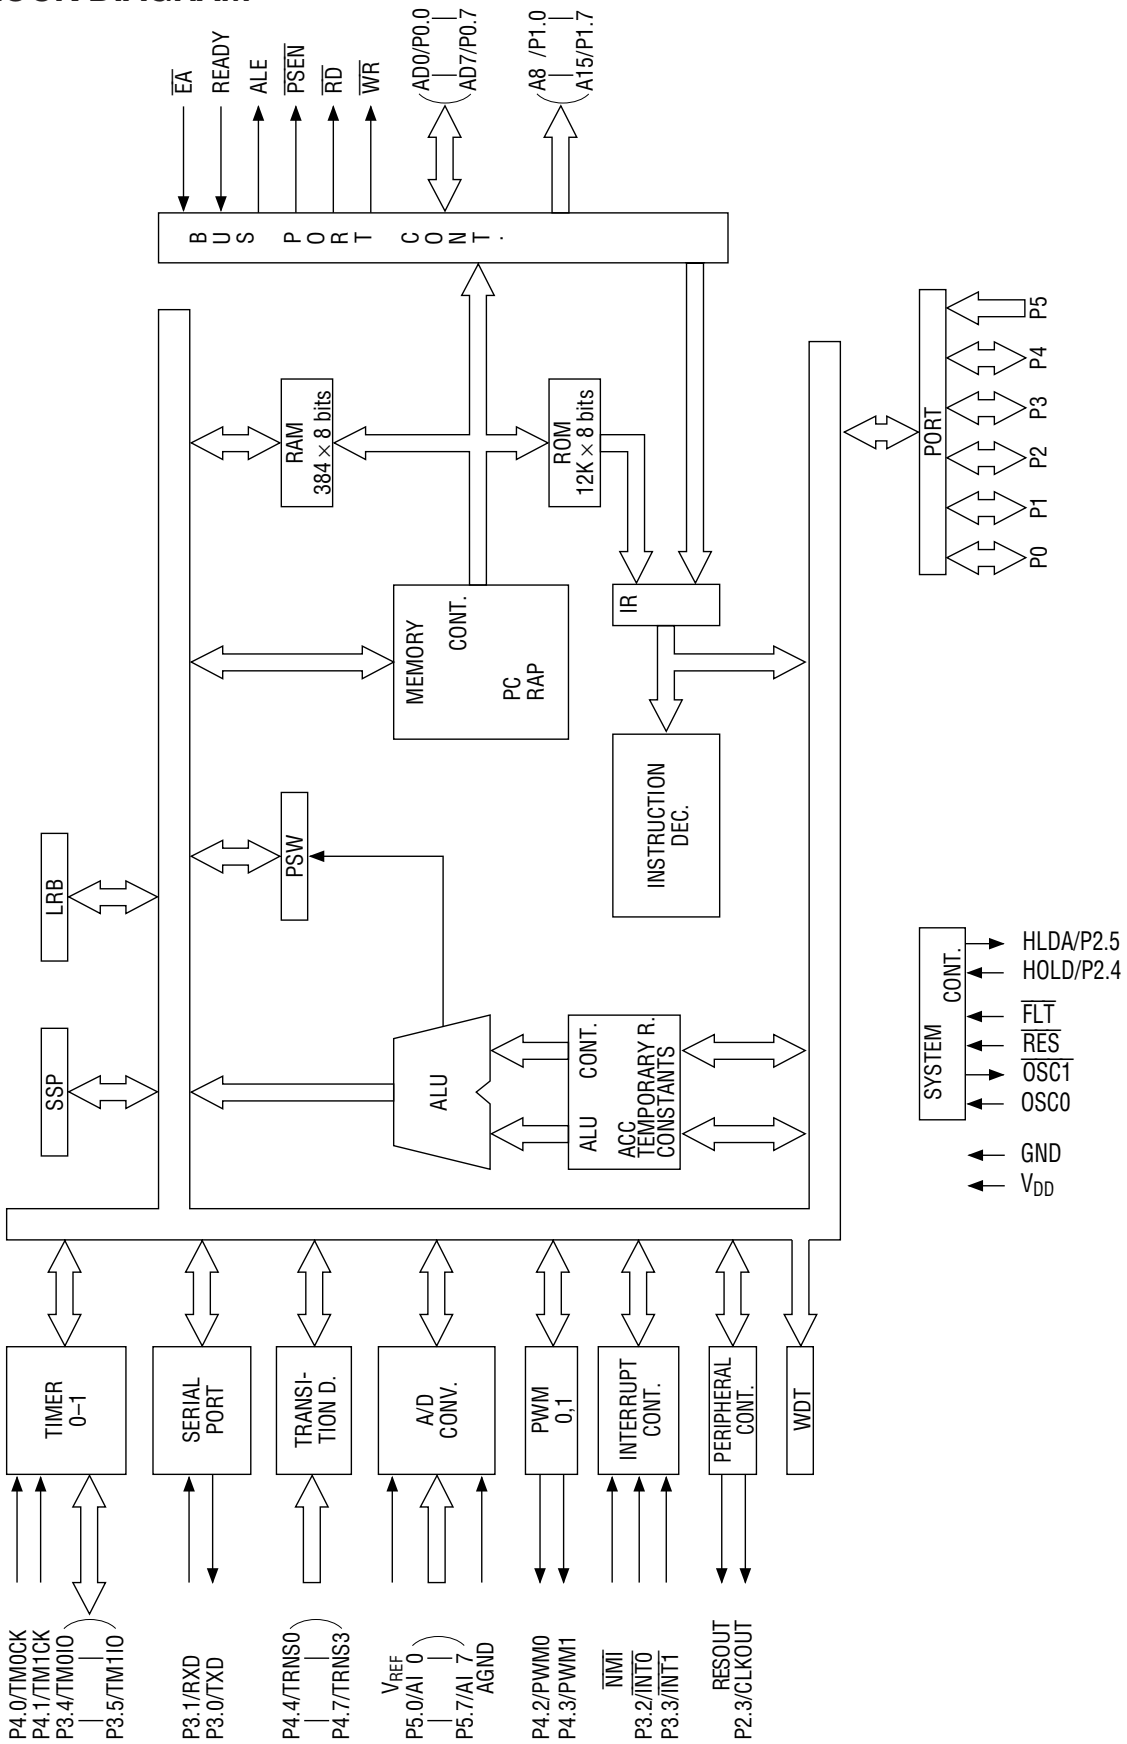 EA
READY
ALE
PSEN
RD
WR
AD0/P0.0
AD7/P0.7
A8 /P1.0
A15/P1.7
BUS PORT CONT.
RAM
384 × 8 bits
ROM
12K × 8 bits
PORT
P0
P1
P2
P3
P4
P5
MEMORY
CONT.
PC
RAP
IR
INSTRUCTION
DEC.
LRB
SSP
PSW
ALU
ALU CONT.
ACC
TEMPORARY R.
CONSTANTS
SYSTEM
CONT.
HLDA/P2.5
HOLD/P2.4
FLT
RES
OSC1
OSC0
GND
VDD
TIMER
0–1
SERIAL
PORT
TRANSI-
TION D.
A/D
CONV.
PWM
0,1
INTERRUPT
CONT.
PERIPHERAL
CONT.
WDT
P4.0/TM0CK
P4.1/TM1CK
P3.4/TM0IO
P3.5/TM1IO
P3.1/RXD
P3.0/TXD
P4.4/TRNS0
P4.7/TRNS3
VREF
P5.0/AI 0
P5.7/AI 7
AGND
P4.2/PWM0
P4.3/PWM1
NMI
P3.2/INT0
P3.3/INT1
RESOUT
P2.3/CLKOUT